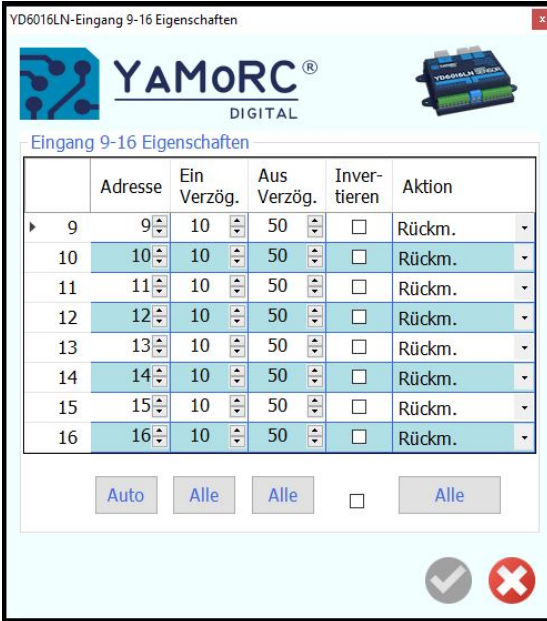 YD6016LN-Eingang 9-16 Eigenschaften
x
YaMoRC®
DIGITAL
YD6016LN SENSOR
Eingang 9-16 Eigenschaften
Adresse Ein Verzög. Aus Verzög. Inver-tieren Aktion
9 9 10 50 Rückm.
10 10 10 50 Rückm.
11 11 10 50 Rückm.
12 12 10 50 Rückm.
13 13 10 50 Rückm.
14 14 10 50 Rückm.
15 15 10 50 Rückm.
16 16 10 50 Rückm.
Auto Alle Alle Alle